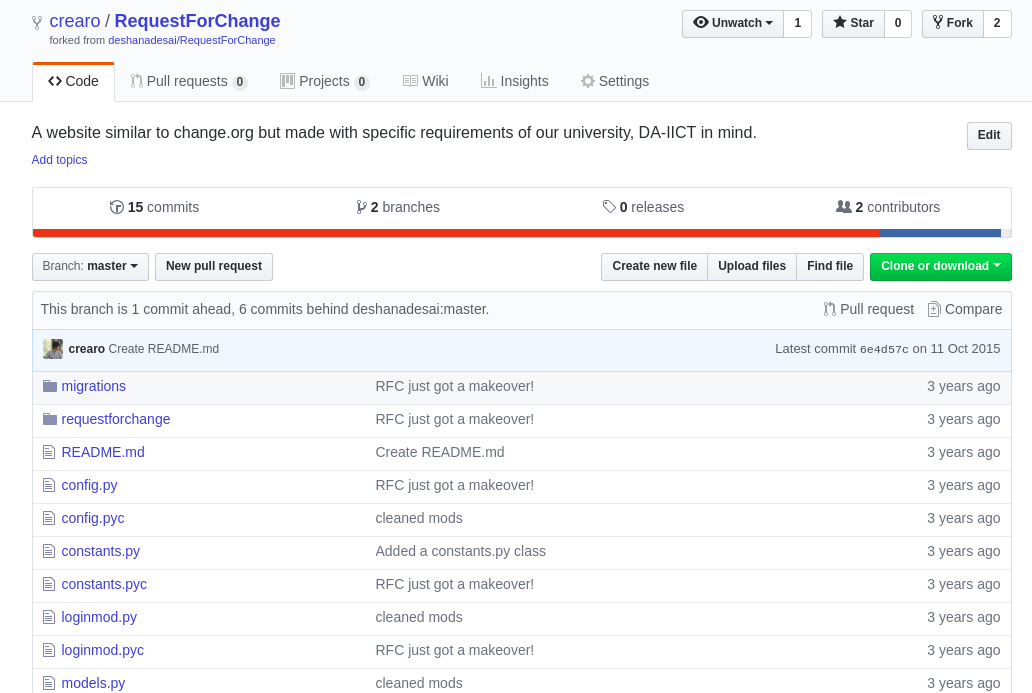 crearo / RequestForChange Unwatch 1 Star 0 Fork 2
forked from deshanadesai/RequestForChange
Code Pull requests 0 Projects 0 Wiki Insights Settings
A website similar to change.org but made with specific requirements of our university, DA-IICT in mind. Edit
Add topics
15 commits 2 branches 0 releases 2 contributors
Branch: master New pull request Create new file Upload files Find file Clone or download
This branch is 1 commit ahead, 6 commits behind deshanadesai:master. Pull request Compare
crearo Create README.md Latest commit 6e4d57c on 11 Oct 2015
migrations RFC just got a makeover! 3 years ago
requestforchange RFC just got a makeover! 3 years ago
README.md Create README.md 3 years ago
config.py RFC just got a makeover! 3 years ago
config.pyc cleaned mods 3 years ago
constants.py Added a constants.py class 3 years ago
constants.pyc RFC just got a makeover! 3 years ago
loginmod.py cleaned mods 3 years ago
loginmod.pyc RFC just got a makeover! 3 years ago
models.py cleaned mods 3 years ago